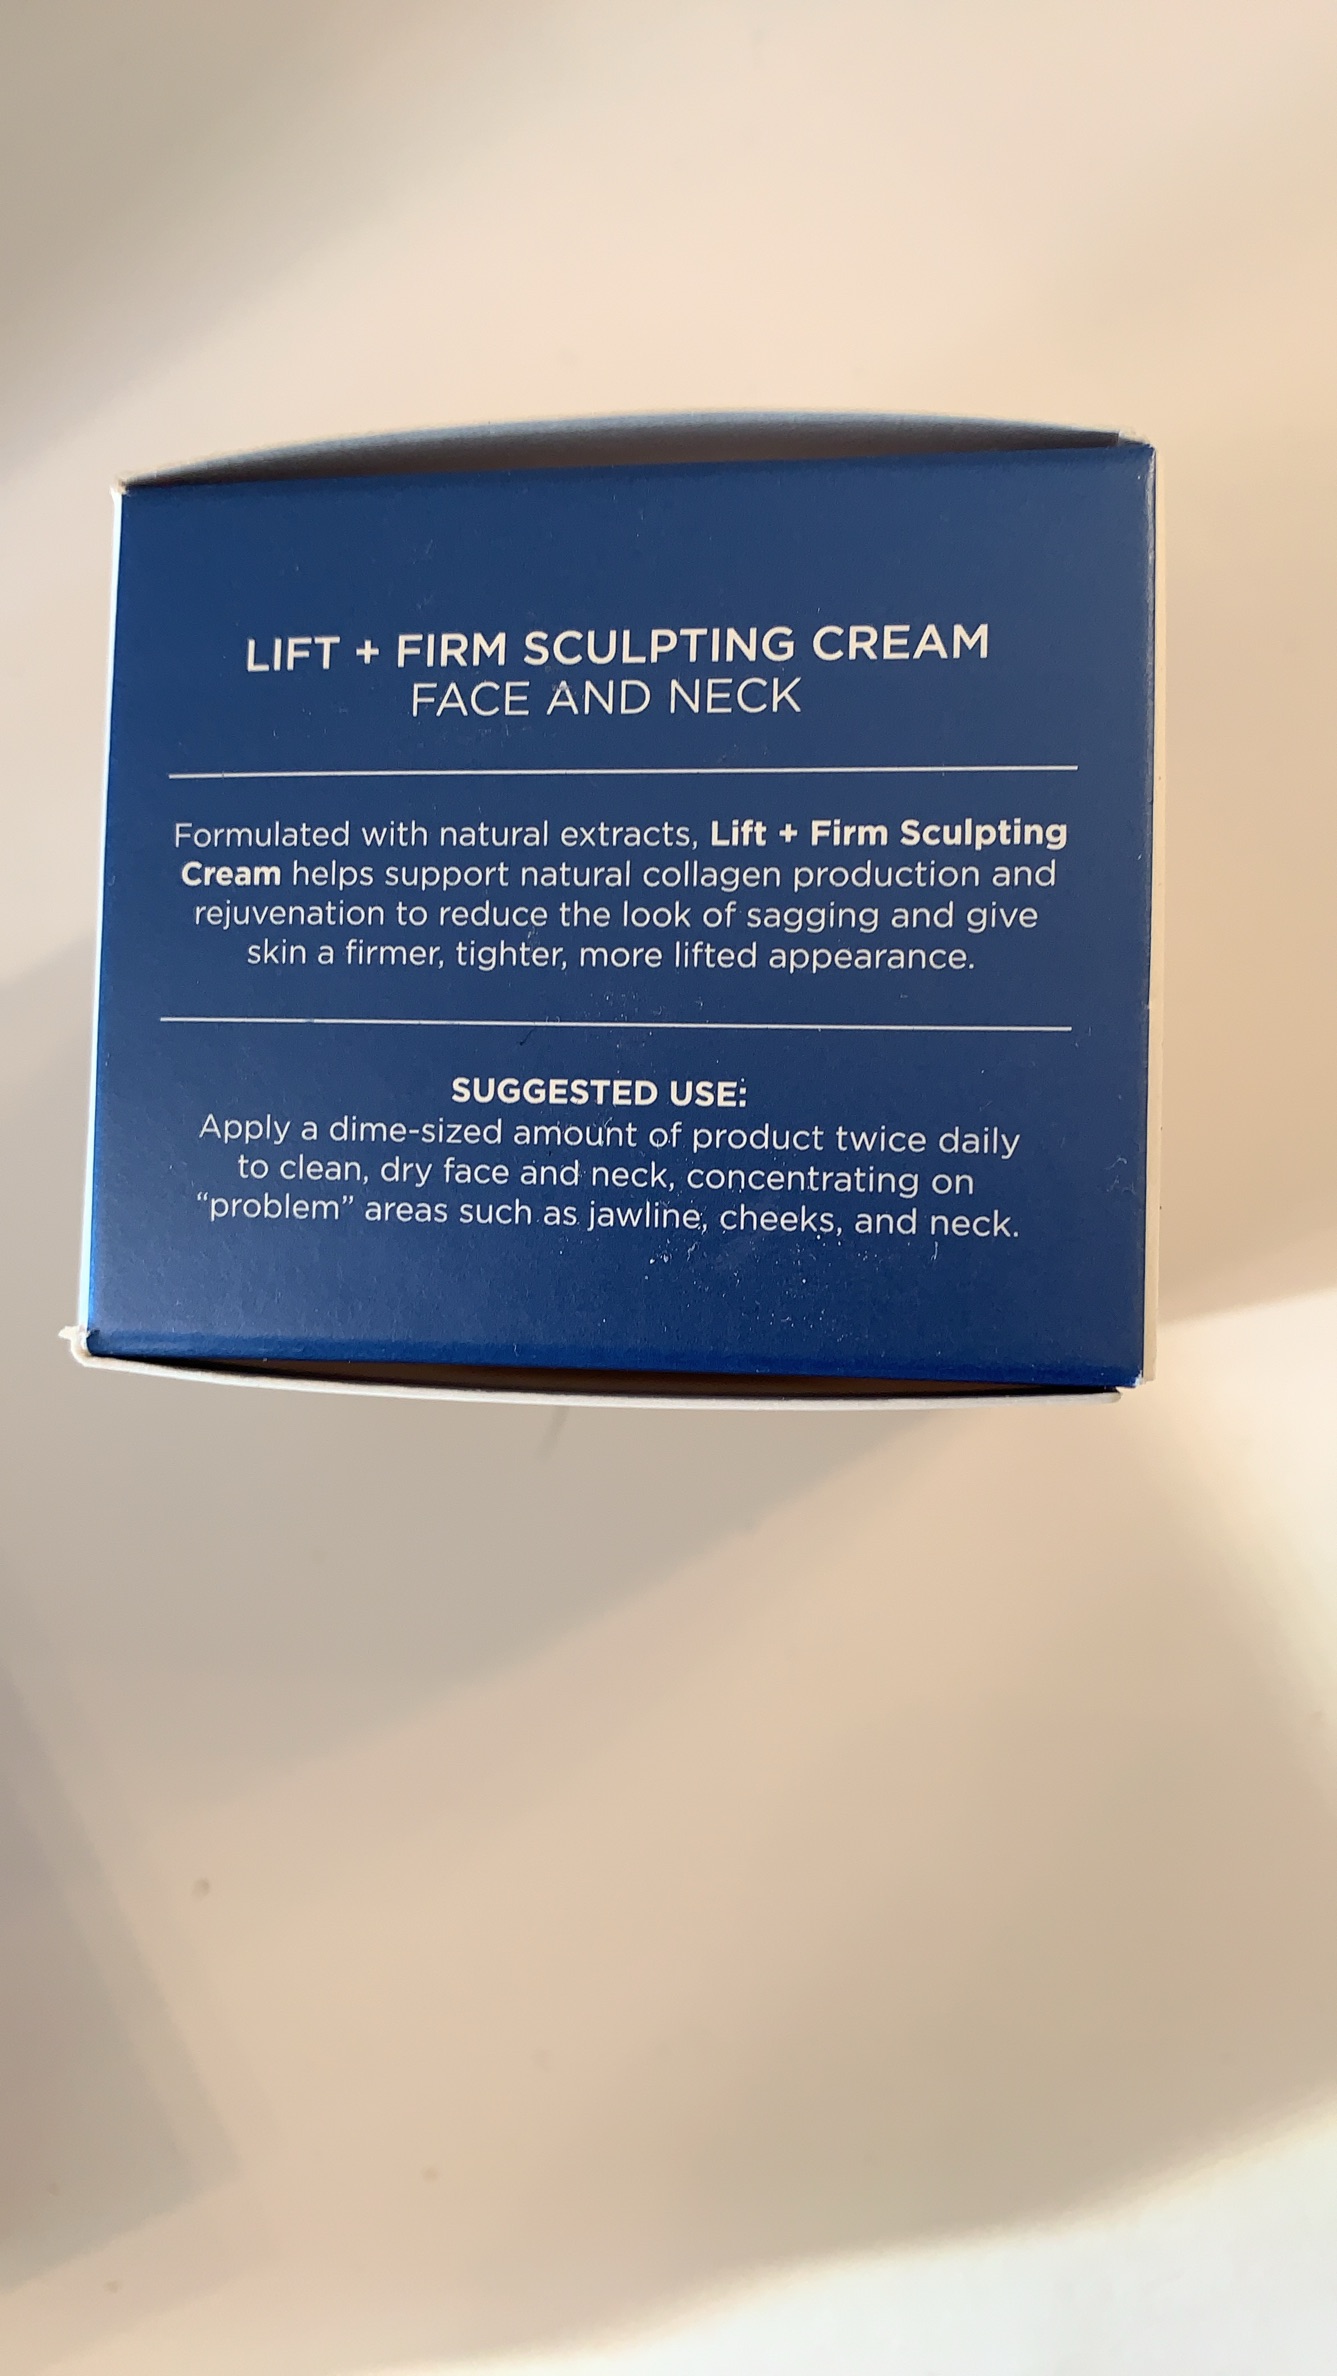 LIFT + FIRM SCULPTING CREAM
FACE AND NECK
Formulated with natural extracts, Lift + Firm Sculpting
Cream helps support natural collagen production and
rejuvenation to reduce the look of sagging and give
skin a firmer, tighter, more lifted appearance.
SUGGESTED USE:
Apply a dime-sized amount of product twice daily
to clean, dry face and neck, concentrating on
“problem” areas such as jawline, cheeks, and neck.